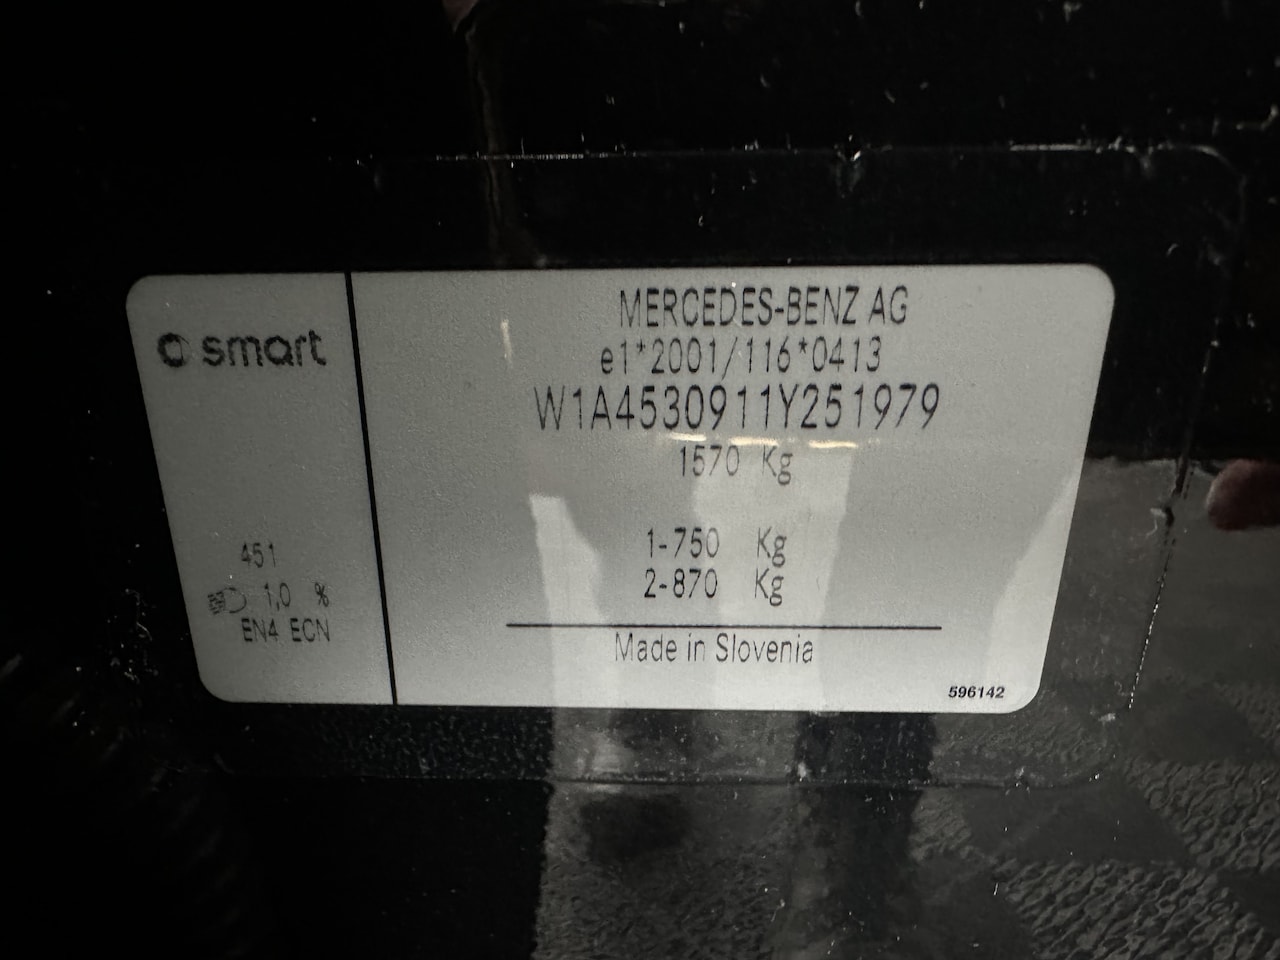 smart
451
1,0 %
EN4 ECN
MERCEDES-BENZ AG
e1*2001/116*0413
W1A4530911Y251979
1570 Kg
1-750 Kg
2-870 Kg
Made in Slovenia
596142